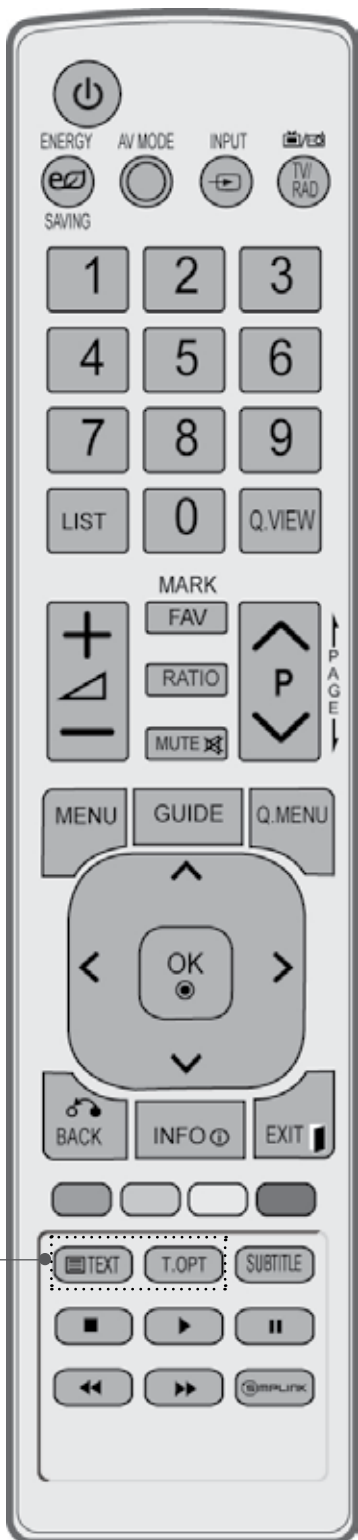 ENERGY AV MODE INPUT
TV/
RAD
SAVING
1 2 3
4 5 6
7 8 9
LIST 0 Q.VIEW
MARK
FAV
RATIO P
MUTE
PAGE
MENU GUIDE Q.MENU
OK
BACK INFO EXIT
TEXT T.OPT SUBTITLE
SIMPLINK